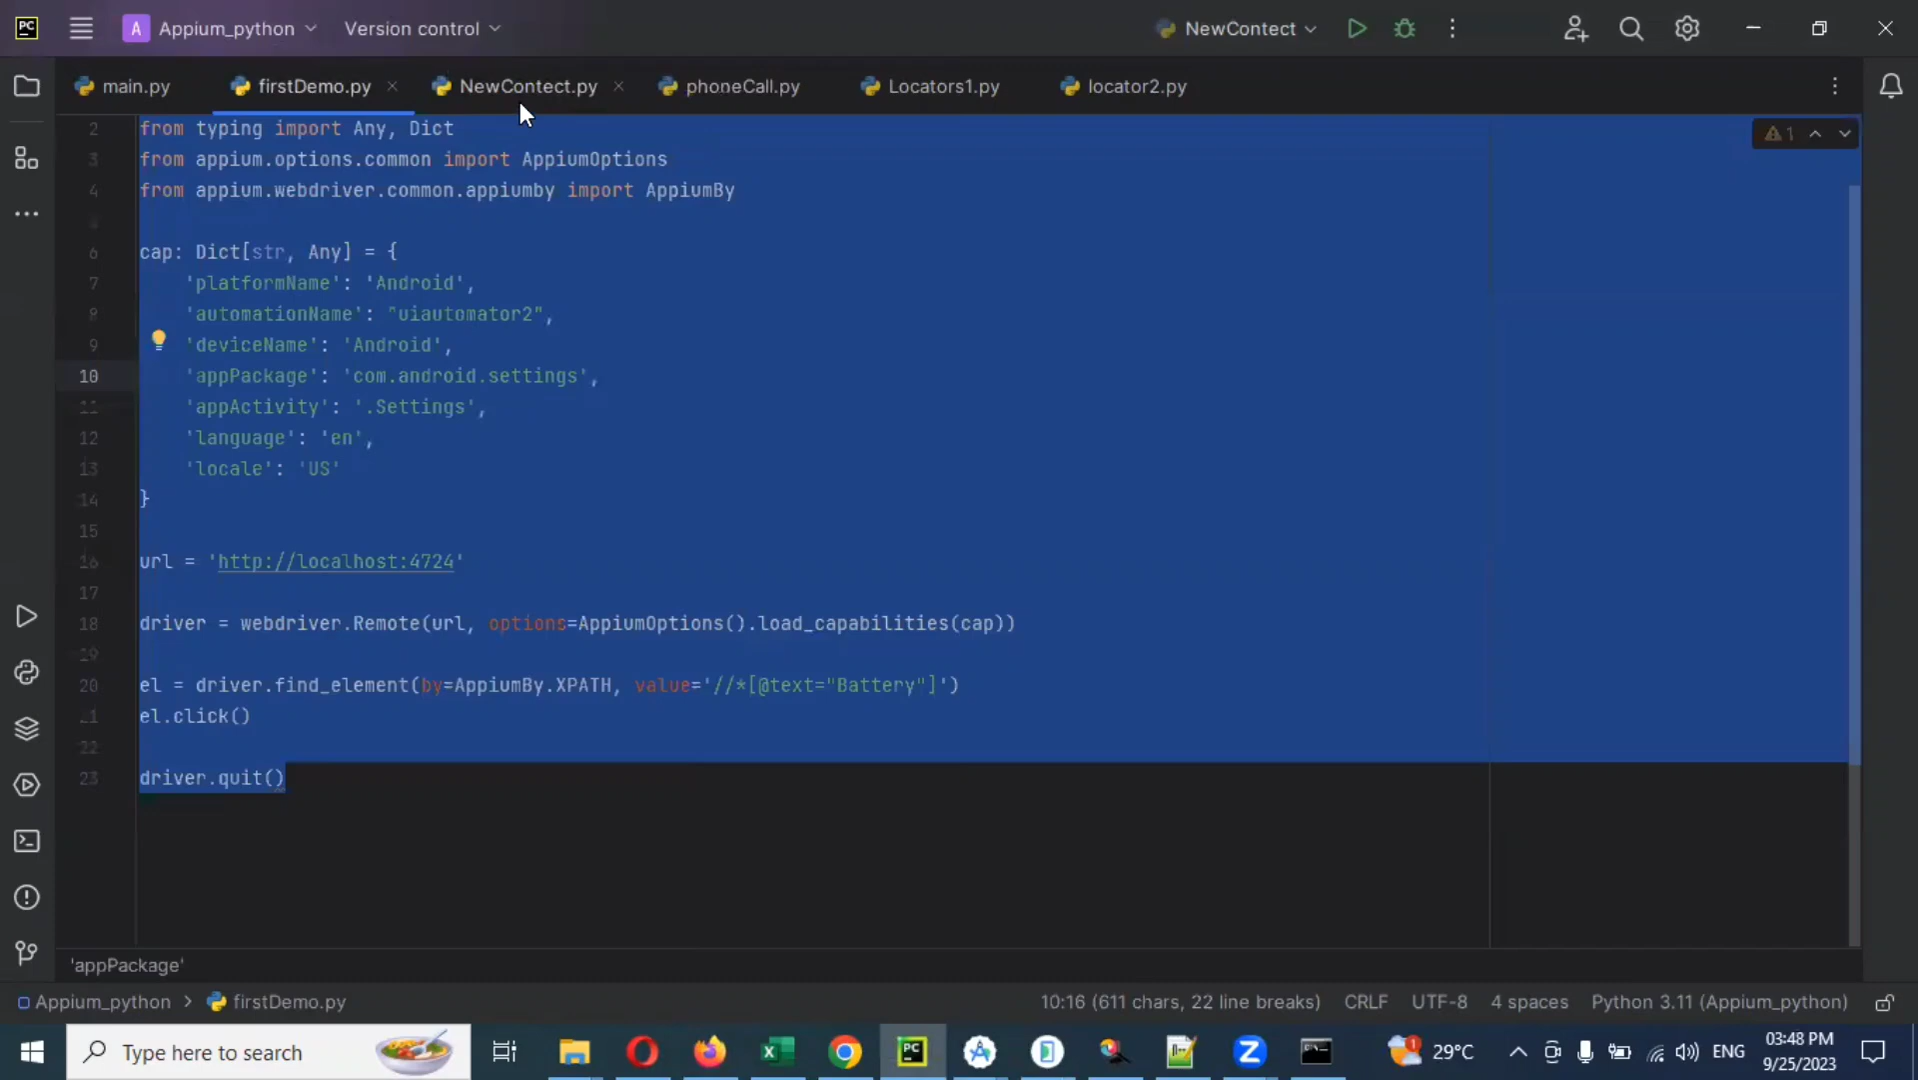 PC
A Appium_python Version control NewContect
main.py firstDemo.py NewContect.py phoneCall.py Locators1.py locator2.py
2 from typing import Any, Dict
3 from appium.options.common import AppiumOptions
4 from appium.webdriver.common.appiumby import AppiumBy
5
6 cap: Dict[str, Any] = {
7 'platformName': 'Android',
8 'automationName': "uiautomator2",
9 'deviceName': 'Android',
10 'appPackage': 'com.android.settings',
11 'appActivity': '.Settings',
12 'language': 'en',
13 'locale': 'US'
14 }
15
16 url = 'http://localhost:4724'
17
18 driver = webdriver.Remote(url, options=AppiumOptions().load_capabilities(cap))
19
20 el = driver.find_element(by=AppiumBy.XPATH, value='//*[@text="Battery"]')
21 el.click()
22
23 driver.quit()
1
'appPackage'
Appium_python > firstDemo.py 10:16 (611 chars, 22 line breaks) CRLF UTF-8 4 spaces Python 3.11 (Appium_python)
Type here to search 29°C ENG 03:48 PM
9/25/2023